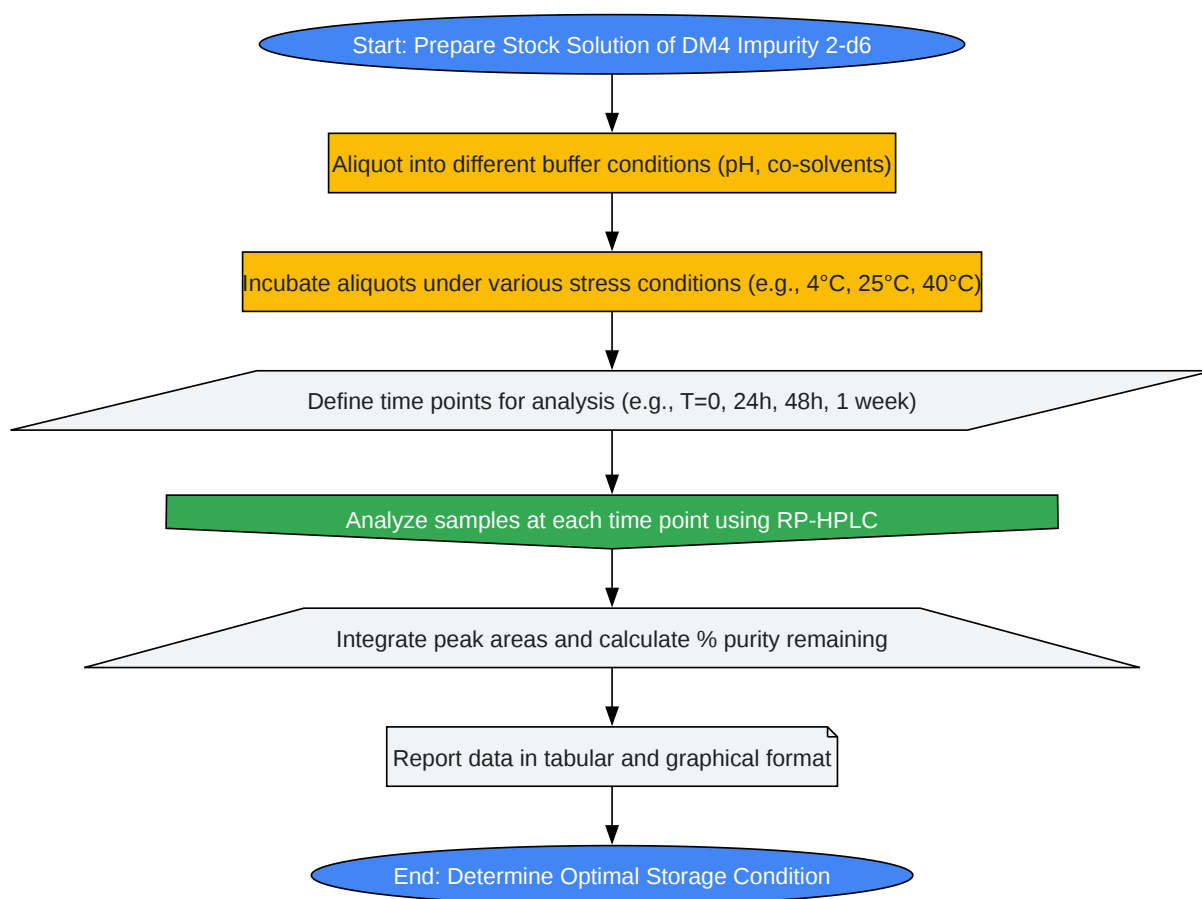 Start: Prepare Stock Solution of DM4 Impurity 2-d6
Aliquot into different buffer conditions (pH, co-solvents)
Incubate aliquots under various stress conditions (e.g., 4°C, 25°C, 40°C)
Define time points for analysis (e.g., T=0, 24h, 48h, 1 week)
Analyze samples at each time point using RP-HPLC
Integrate peak areas and calculate % purity remaining
Report data in tabular and graphical format
End: Determine Optimal Storage Condition